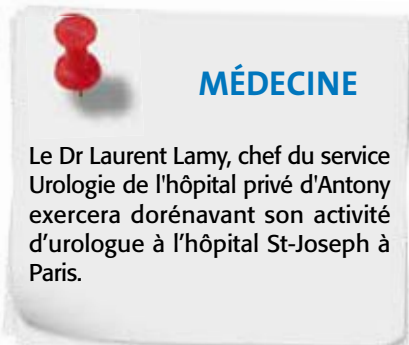 MÉDECINE
Le Dr Laurent Lamy, chef du service
Urologie de l'hôpital privé d'Antony
exercera dorénavant son activité
d’urologue à l’hôpital St-Joseph à
Paris.